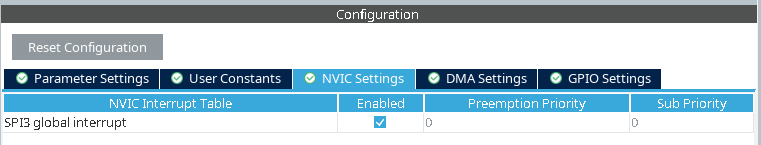 Configuration
Reset Configuration
Parameter Settings User Constants NVIC Settings DMA Settings GPIO Settings
NVIC Interrupt Table Enabled Preemption Priority Sub Priority
SPI3 global interrupt 0 0